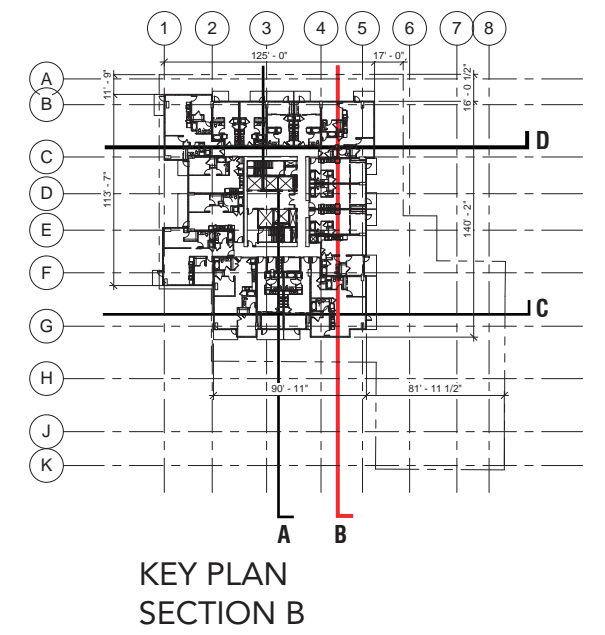 1 2 3 4 5 6 7 8
125' - 0" 17' - 0"
A
B
11' - 9"
16' - 0 1/2"
D
C
D
113' - 7"
140' - 2"
E
F
C
G
H
90' - 11" 81' - 11 1/2"
J
K
A B
KEY PLAN
SECTION B